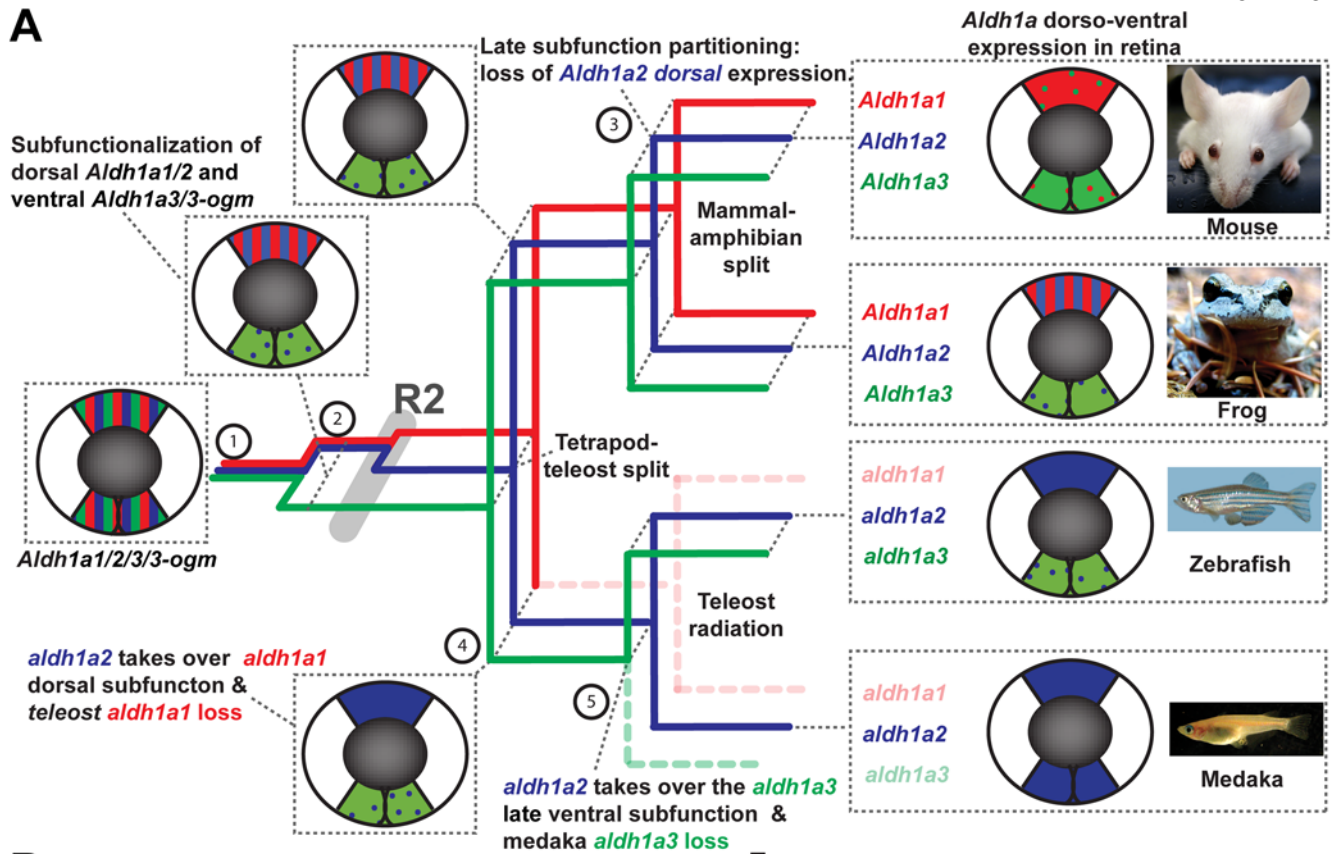 A
Aldh1a dorso-ventral
expression in retina
Late subfunction partitioning:
loss of Aldh1a2 dorsal expression.
Subfunctionalization of
dorsal Aldh1a1/2 and
ventral Aldh1a3/3-ogm
3
Aldh1a1
Aldh1a2
Aldh1a3
Mouse
Mammal-
amphibian
split
Aldh1a1
Aldh1a2
Aldh1a3
Frog
R2
1
2
Tetrapod-
teleost split
Aldh1a1/2/3/3-ogm
aldh1a1
aldh1a2
aldh1a3
Zebrafish
Teleost
radiation
4
5
aldh1a2 takes over aldh1a1
dorsal subfuncton &
teleost aldh1a1 loss
aldh1a1
aldh1a2
aldh1a3
Medaka
aldh1a2 takes over the aldh1a3
late ventral subfunction &
medaka aldh1a3 loss